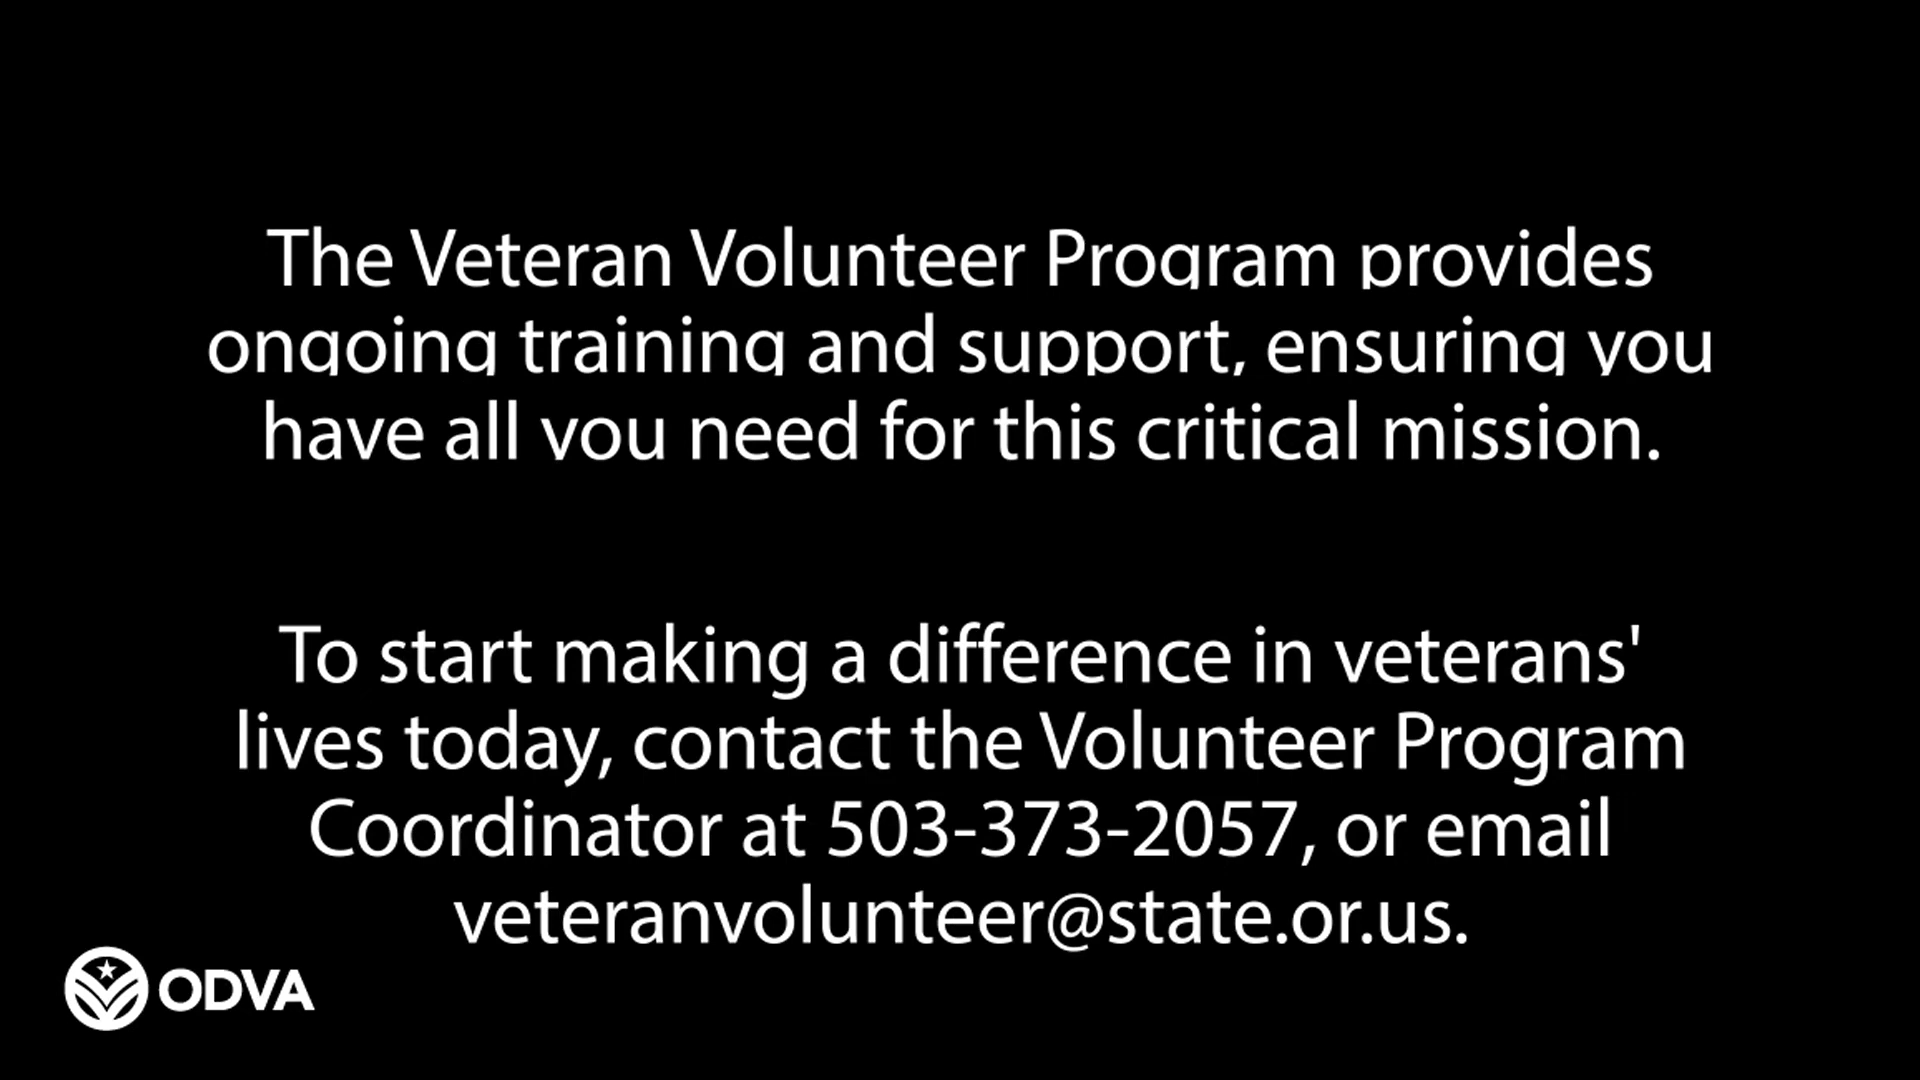 The Veteran Volunteer Program provides
ongoing training and support, ensuring you
have all you need for this critical mission.
To start making a difference in veterans'
lives today, contact the Volunteer Program
Coordinator at 503-373-2057, or email
veteranvolunteer@state.or.us.
ODVA